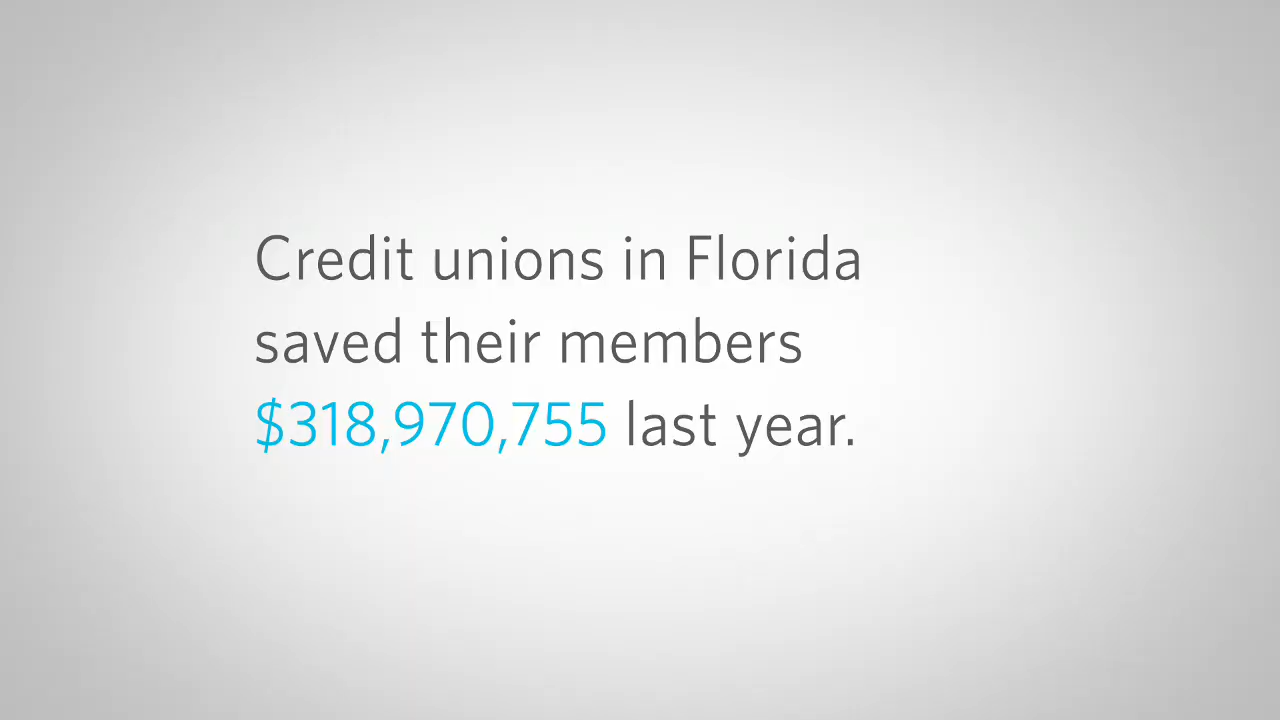 Credit unions in Florida
saved their members
$318,970,755 last year.